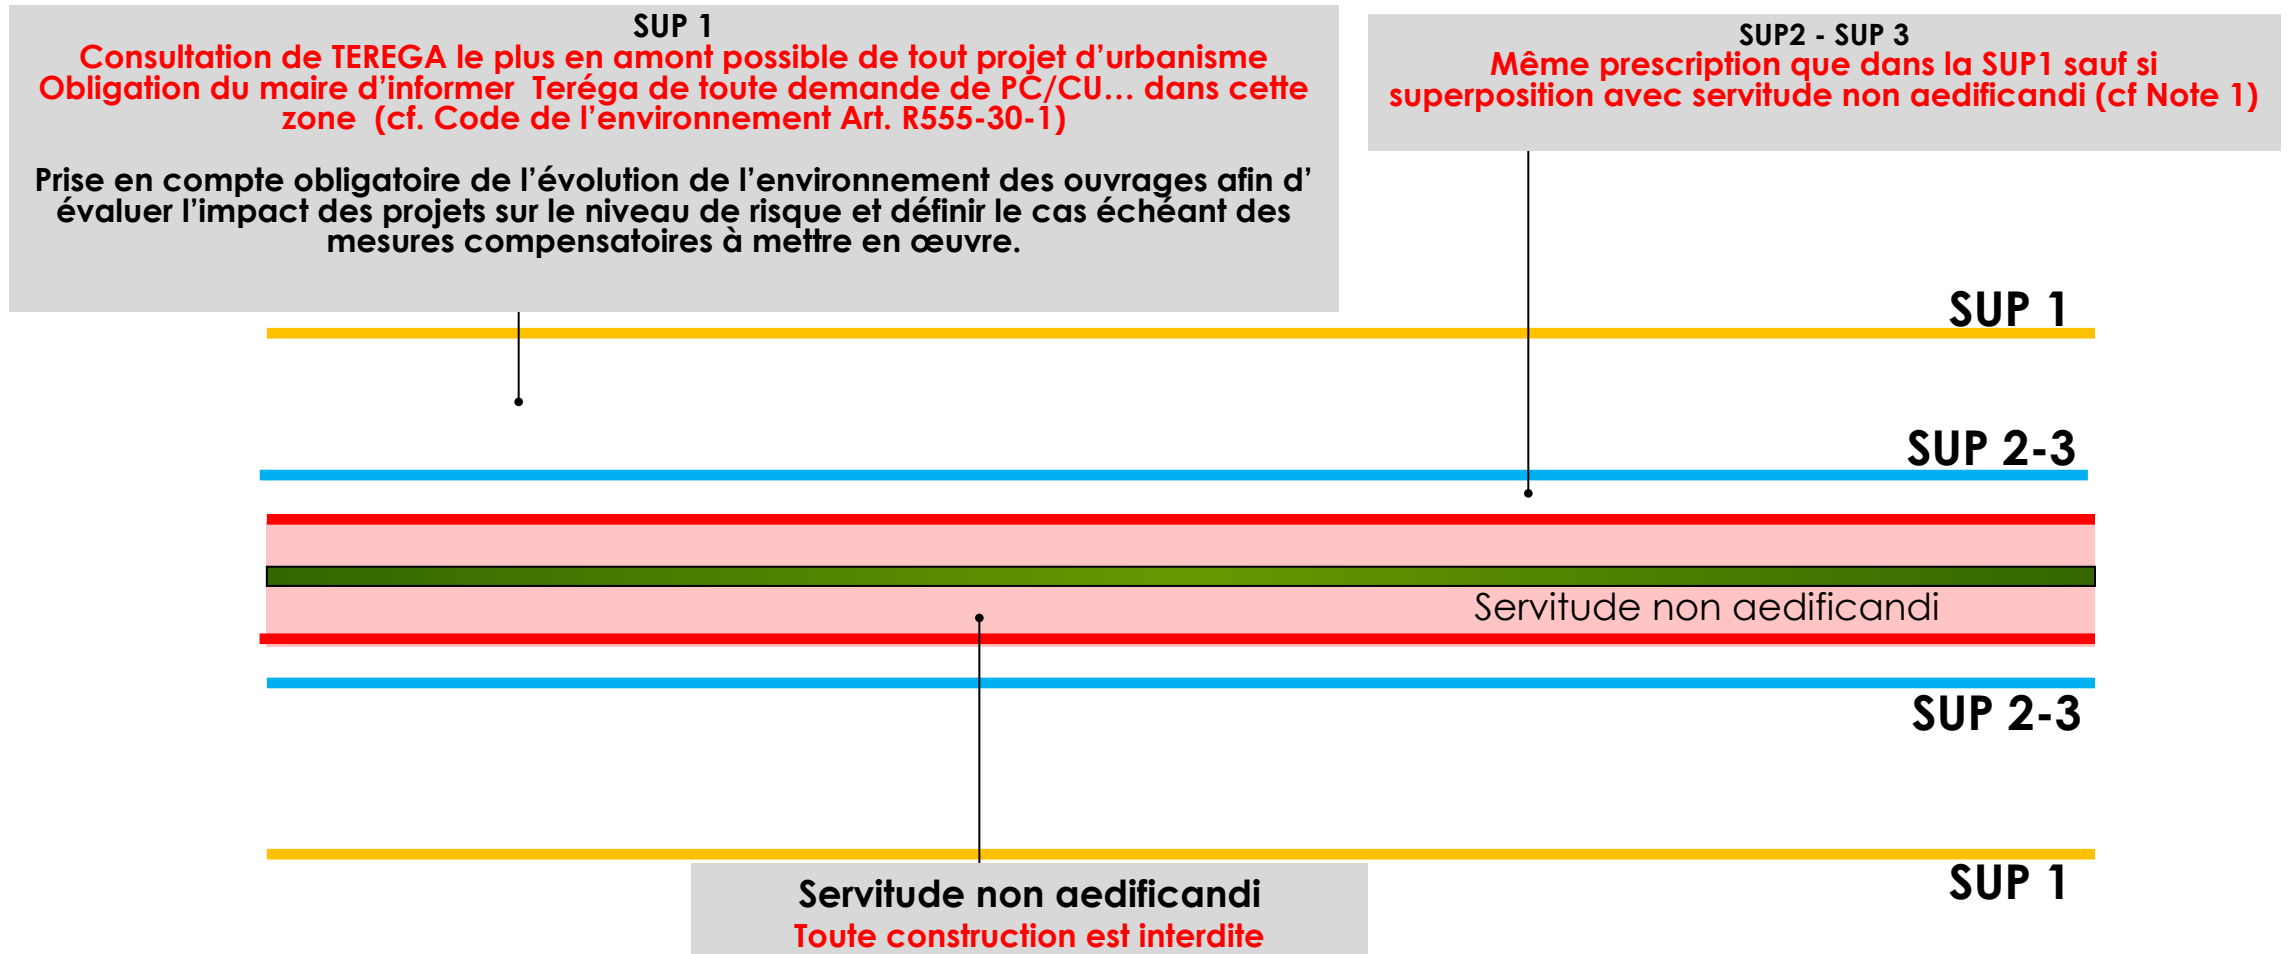 SUP 1
Consultation de TEREGA le plus en amont possible de tout projet d’urbanisme
Obligation du maire d’informer  Teréga de toute demande de PC/CU… dans cette
zone  (cf. Code de l’environnement Art. R555-30-1)
Prise en compte obligatoire de l’évolution de l’environnement des ouvrages afin d’
évaluer l’impact des projets sur le niveau de risque et définir le cas échéant des
mesures compensatoires à mettre en œuvre.
SUP2 - SUP 3
Même prescription que dans la SUP1 sauf si
superposition avec servitude non aedificandi (cf Note 1)
SUP 1
SUP 2-3
Servitude non aedificandi
SUP 2-3
SUP 1
Servitude non aedificandi
Toute construction est interdite